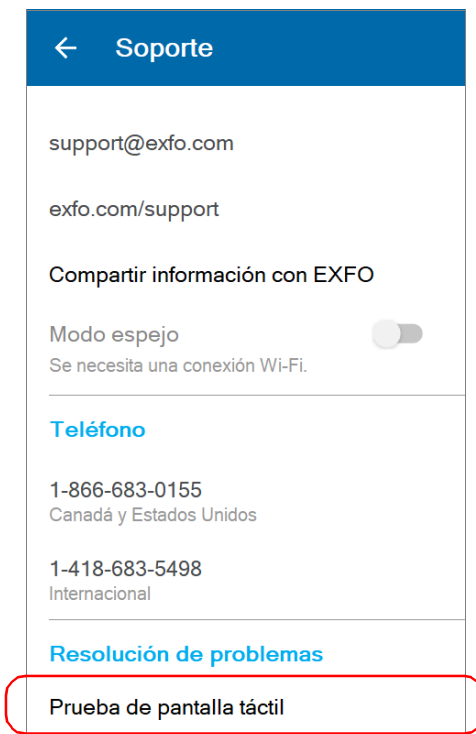 Soporte
support@exfo.com
exfo.com/support
Compartir información con EXFO
Modo espejo
Se necesita una conexión Wi-Fi.
Teléfono
1-866-683-0155
Canadá y Estados Unidos
1-418-683-5498
Internacional
Resolución de problemas
Prueba de pantalla táctil